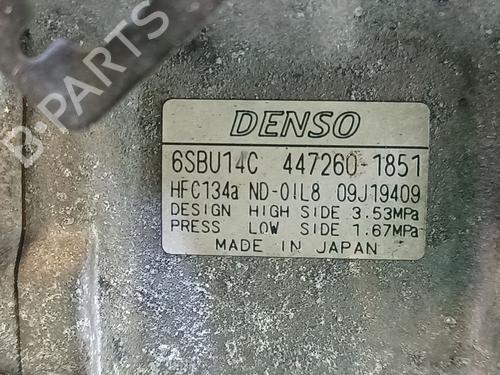 DENSO
6SBU14C 447260-1851
HFC134a ND-OIL8 09J19409
DESIGN HIGH SIDE 3.53MPa
PRESS LOW SIDE 1.67MPa
MADE IN JAPAN